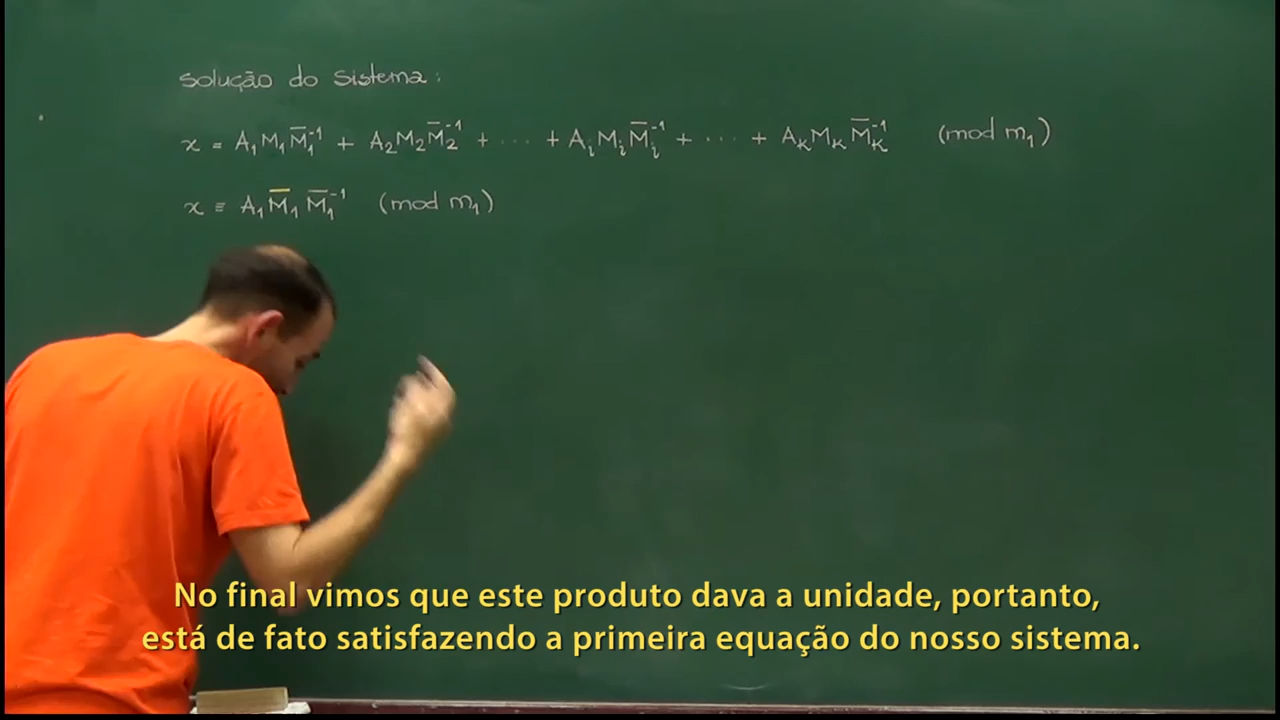 Solução do Sistema:
x = A₁M₁M̅₁⁻¹ + A₂M₂M̅₂⁻¹ + ... + AᵢMᵢM̅ᵢ⁻¹ + ... + AₖMₖM̅ₖ⁻¹ (mod m₁)
x ≡ A₁M̅₁M̅₁⁻¹ (mod m₁)
No final vimos que este produto dava a unidade, portanto,
está de fato satisfazendo a primeira equação do nosso sistema.